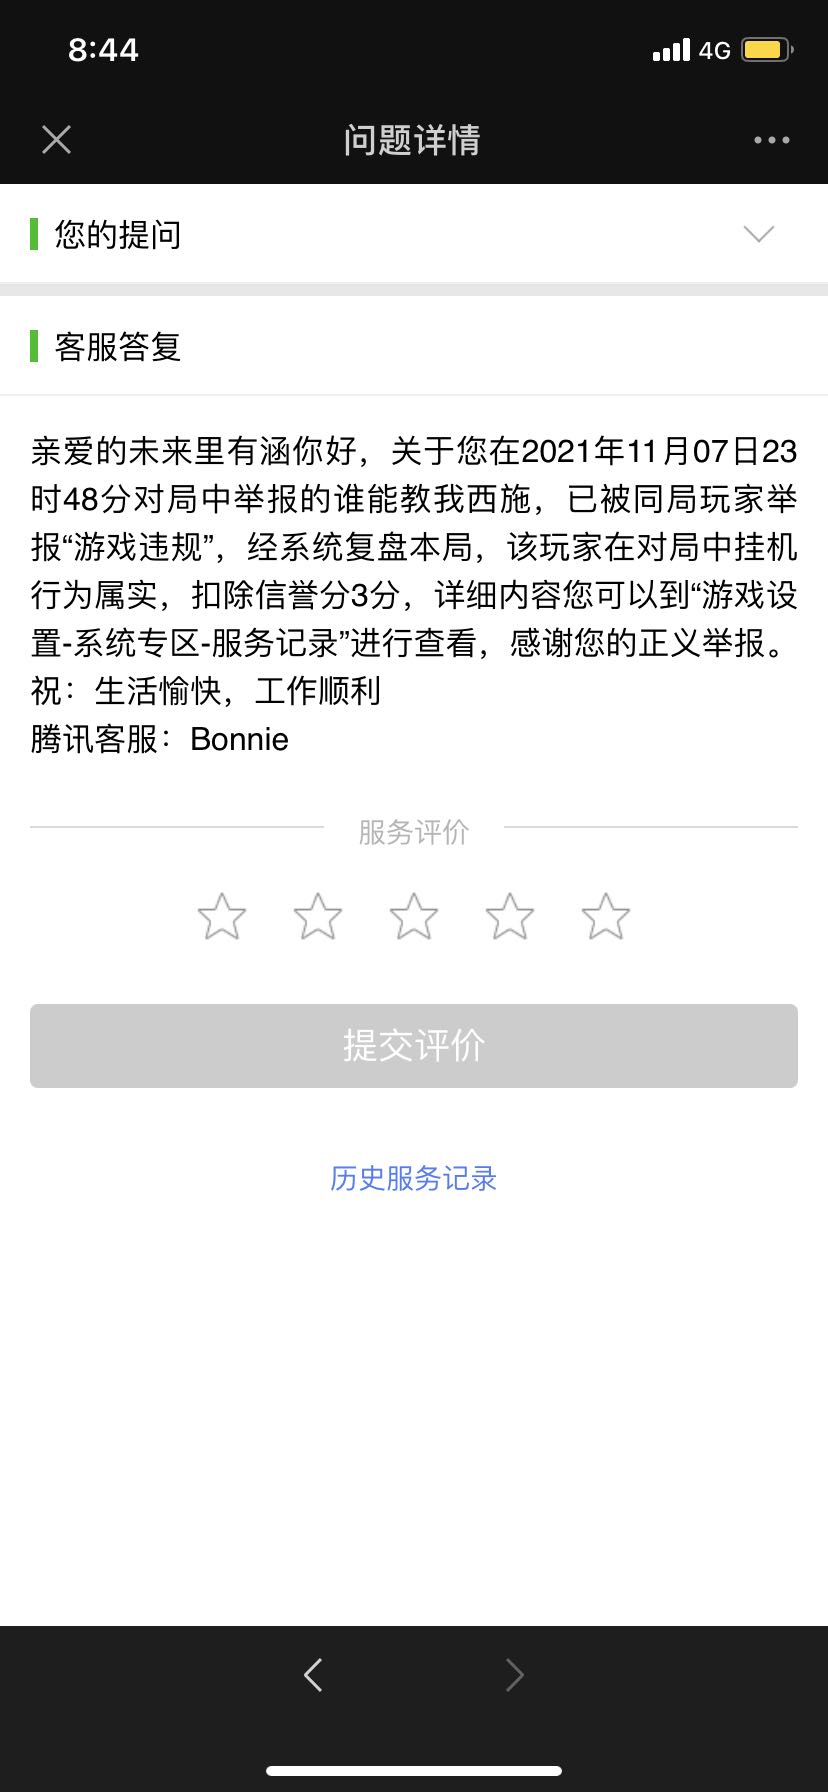 8:44
4G
问题详情
您的提问
客服答复
亲爱的未来里有涵你好，关于您在2021年11月07日23
时48分对局中举报的谁能教我西施，已被同局玩家举
报“游戏违规”，经系统复盘本局，该玩家在对局中挂机
行为属实，扣除信誉分3分，详细内容您可以到“游戏设
置-系统专区-服务记录”进行查看，感谢您的正义举报。
祝：生活愉快，工作顺利
腾讯客服：Bonnie
服务评价
提交评价
历史服务记录